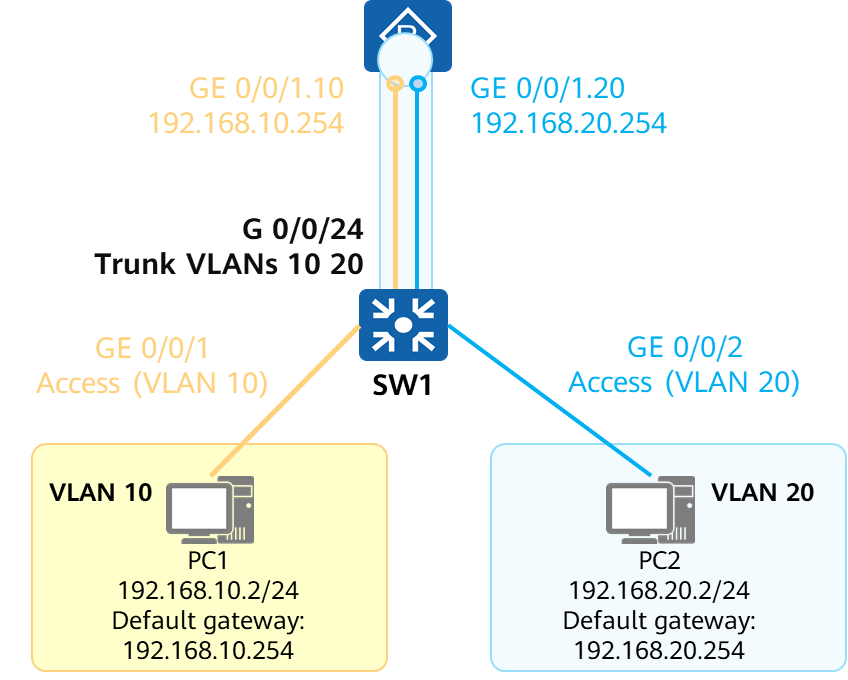 R
GE 0/0/1.10
192.168.10.254
GE 0/0/1.20
192.168.20.254
G 0/0/24
Trunk VLANs 10 20
GE 0/0/1
Access (VLAN 10)
GE 0/0/2
Access (VLAN 20)
SW1
VLAN 10
PC1
192.168.10.2/24
Default gateway:
192.168.10.254
VLAN 20
PC2
192.168.20.2/24
Default gateway:
192.168.20.254